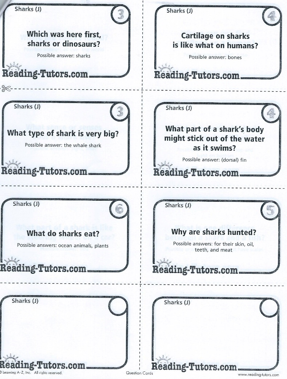 Sharks (J)
3
Which was here first,
sharks or dinosaurs?
Possible answer: sharks
Reading-Tutors.com
Sharks (J)
4
Cartilage on sharks
is like what on humans?
Possible answer: bones
Reading-Tutors.com
Sharks (J)
3
What type of shark is very big?
Possible answer: the whale shark
Reading-Tutors.com
Sharks (J)
4
What part of a shark's body
might stick out of the water
as it swims?
Possible answer: (dorsal) fin
Reading-Tutors.com
Sharks (J)
6
What do sharks eat?
Possible answers: ocean animals, plants
Reading-Tutors.com
Sharks (J)
5
Why are sharks hunted?
Possible answers: for their skin, oil,
teeth, and meat
Reading-Tutors.com
Sharks (J)
Reading-Tutors.com
Sharks (J)
Reading-Tutors.com
Learning A–Z, Inc. All rights reserved.
Question Cards
www.reading-tutors.com